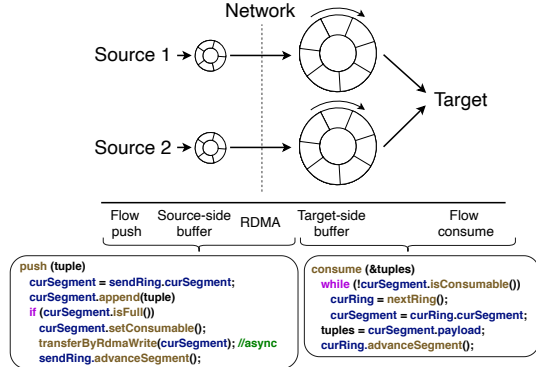 Network
Source 1
Target
Source 2
Flow push
Source-side buffer
RDMA
Target-side buffer
Flow consume
push (tuple)
curSegment = sendRing.curSegment;
curSegment.append(tuple)
if (curSegment.isFull())
curSegment.setConsumable();
transferByRdmaWrite(curSegment); //async
sendRing.advanceSegment();
consume (&tuples)
while (!curSegment.isConsumable())
curRing = nextRing();
curSegment = curRing.curSegment;
tuples = curSegment.payload;
curRing.advanceSegment();